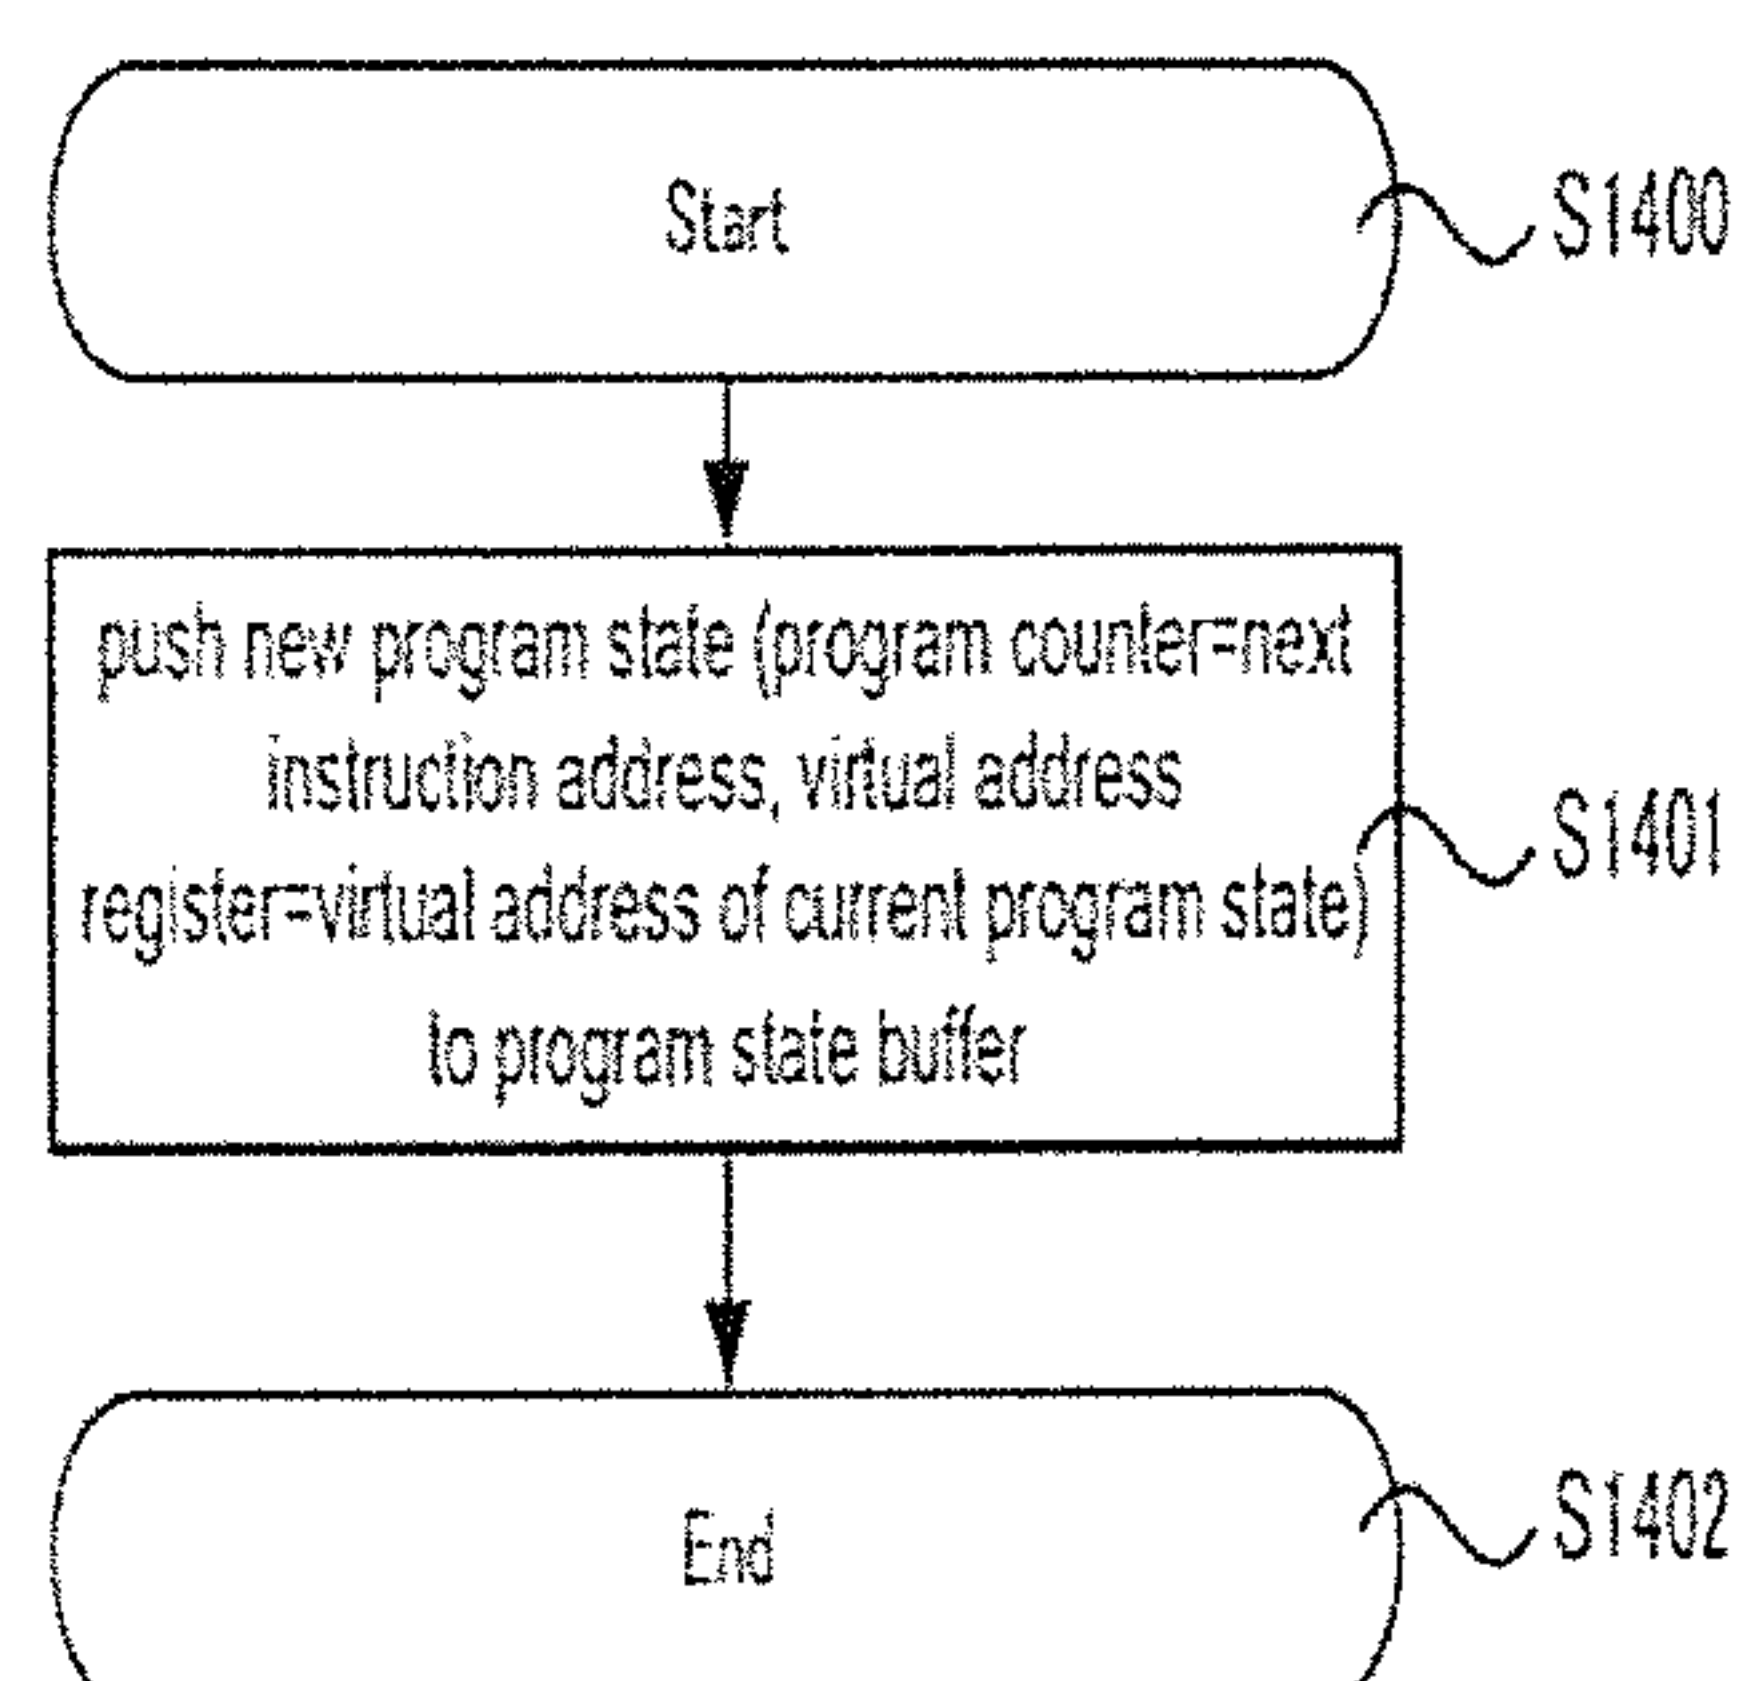 Start
S1400
push new program state (program counter=next
instruction address, virtual address
register=virtual address of current program state)
to program state buffer
S1401
End
S1402